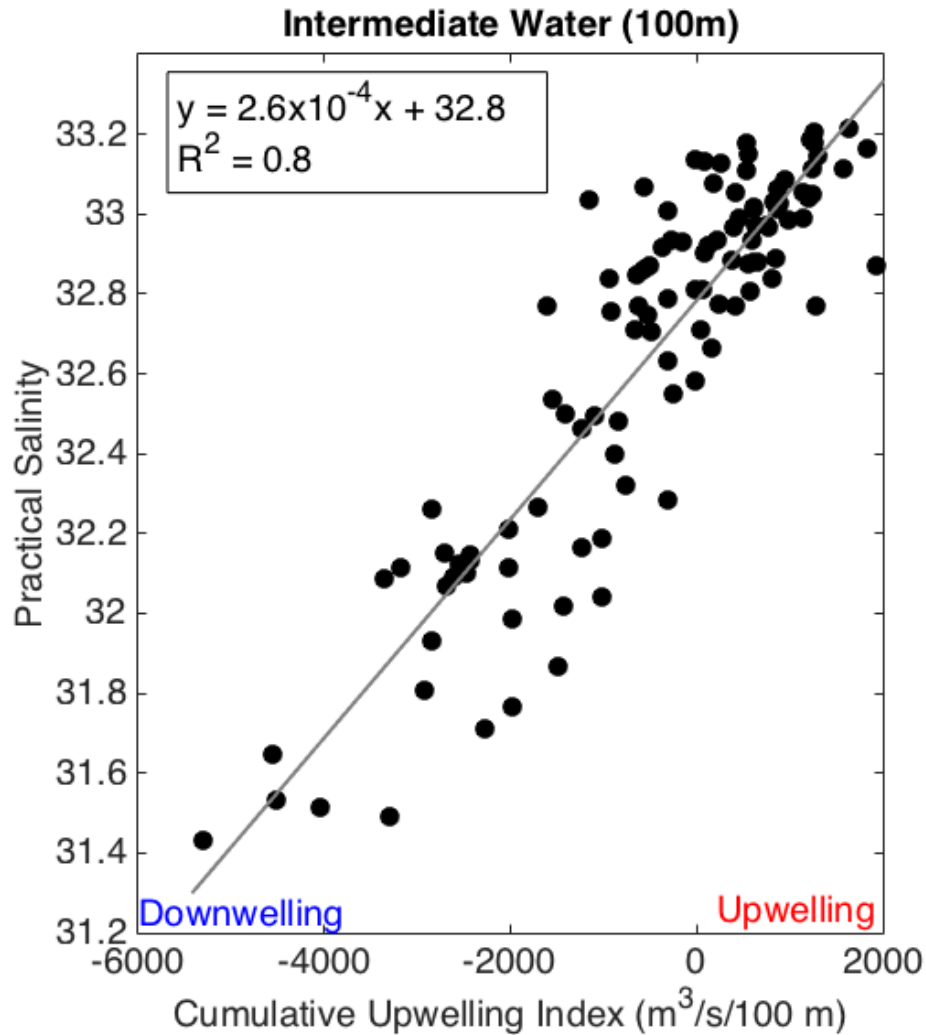 Intermediate Water (100m)
y = 2.6x10^-4x + 32.8
R^2 = 0.8
33.2
33
32.8
32.6
32.4
32.2
32
31.8
31.6
31.4
31.2
Practical Salinity
Downwelling
Upwelling
-6000
-4000
-2000
0
2000
Cumulative Upwelling Index (m^3/s/100 m)